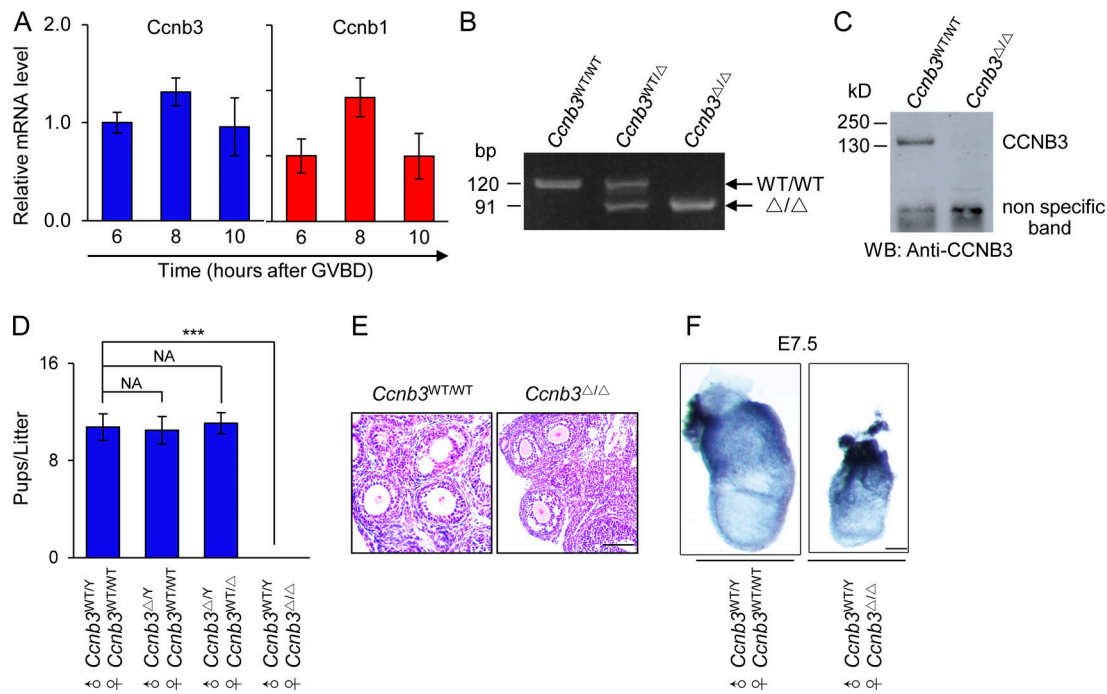 A
Ccnb3 Ccnb1
Relative mRNA level
2.0
1.0
0.0
6 8 10 6 8 10
Time (hours after GVBD)
B
Ccnb3WT/WT
Ccnb3WT/△
Ccnb3△/△
bp
120
91
WT/WT
△/△
C
Ccnb3WT/WT
Ccnb3△/△
kD
250
130
CCNB3
non specific
band
WB: Anti-CCNB3
D
***
NA
NA
Pups/Litter
16
8
0
♂ Ccnb3WT/Y
♀ Ccnb3WT/WT
♂ Ccnb3△/Y
♀ Ccnb3WT/WT
♂ Ccnb3△/Y
♀ Ccnb3WT/△
♂ Ccnb3WT/Y
♀ Ccnb3△/△
E
Ccnb3WT/WT Ccnb3△/△
F
E7.5
♂ Ccnb3WT/Y
♀ Ccnb3WT/WT
♂ Ccnb3WT/Y
♀ Ccnb3△/△